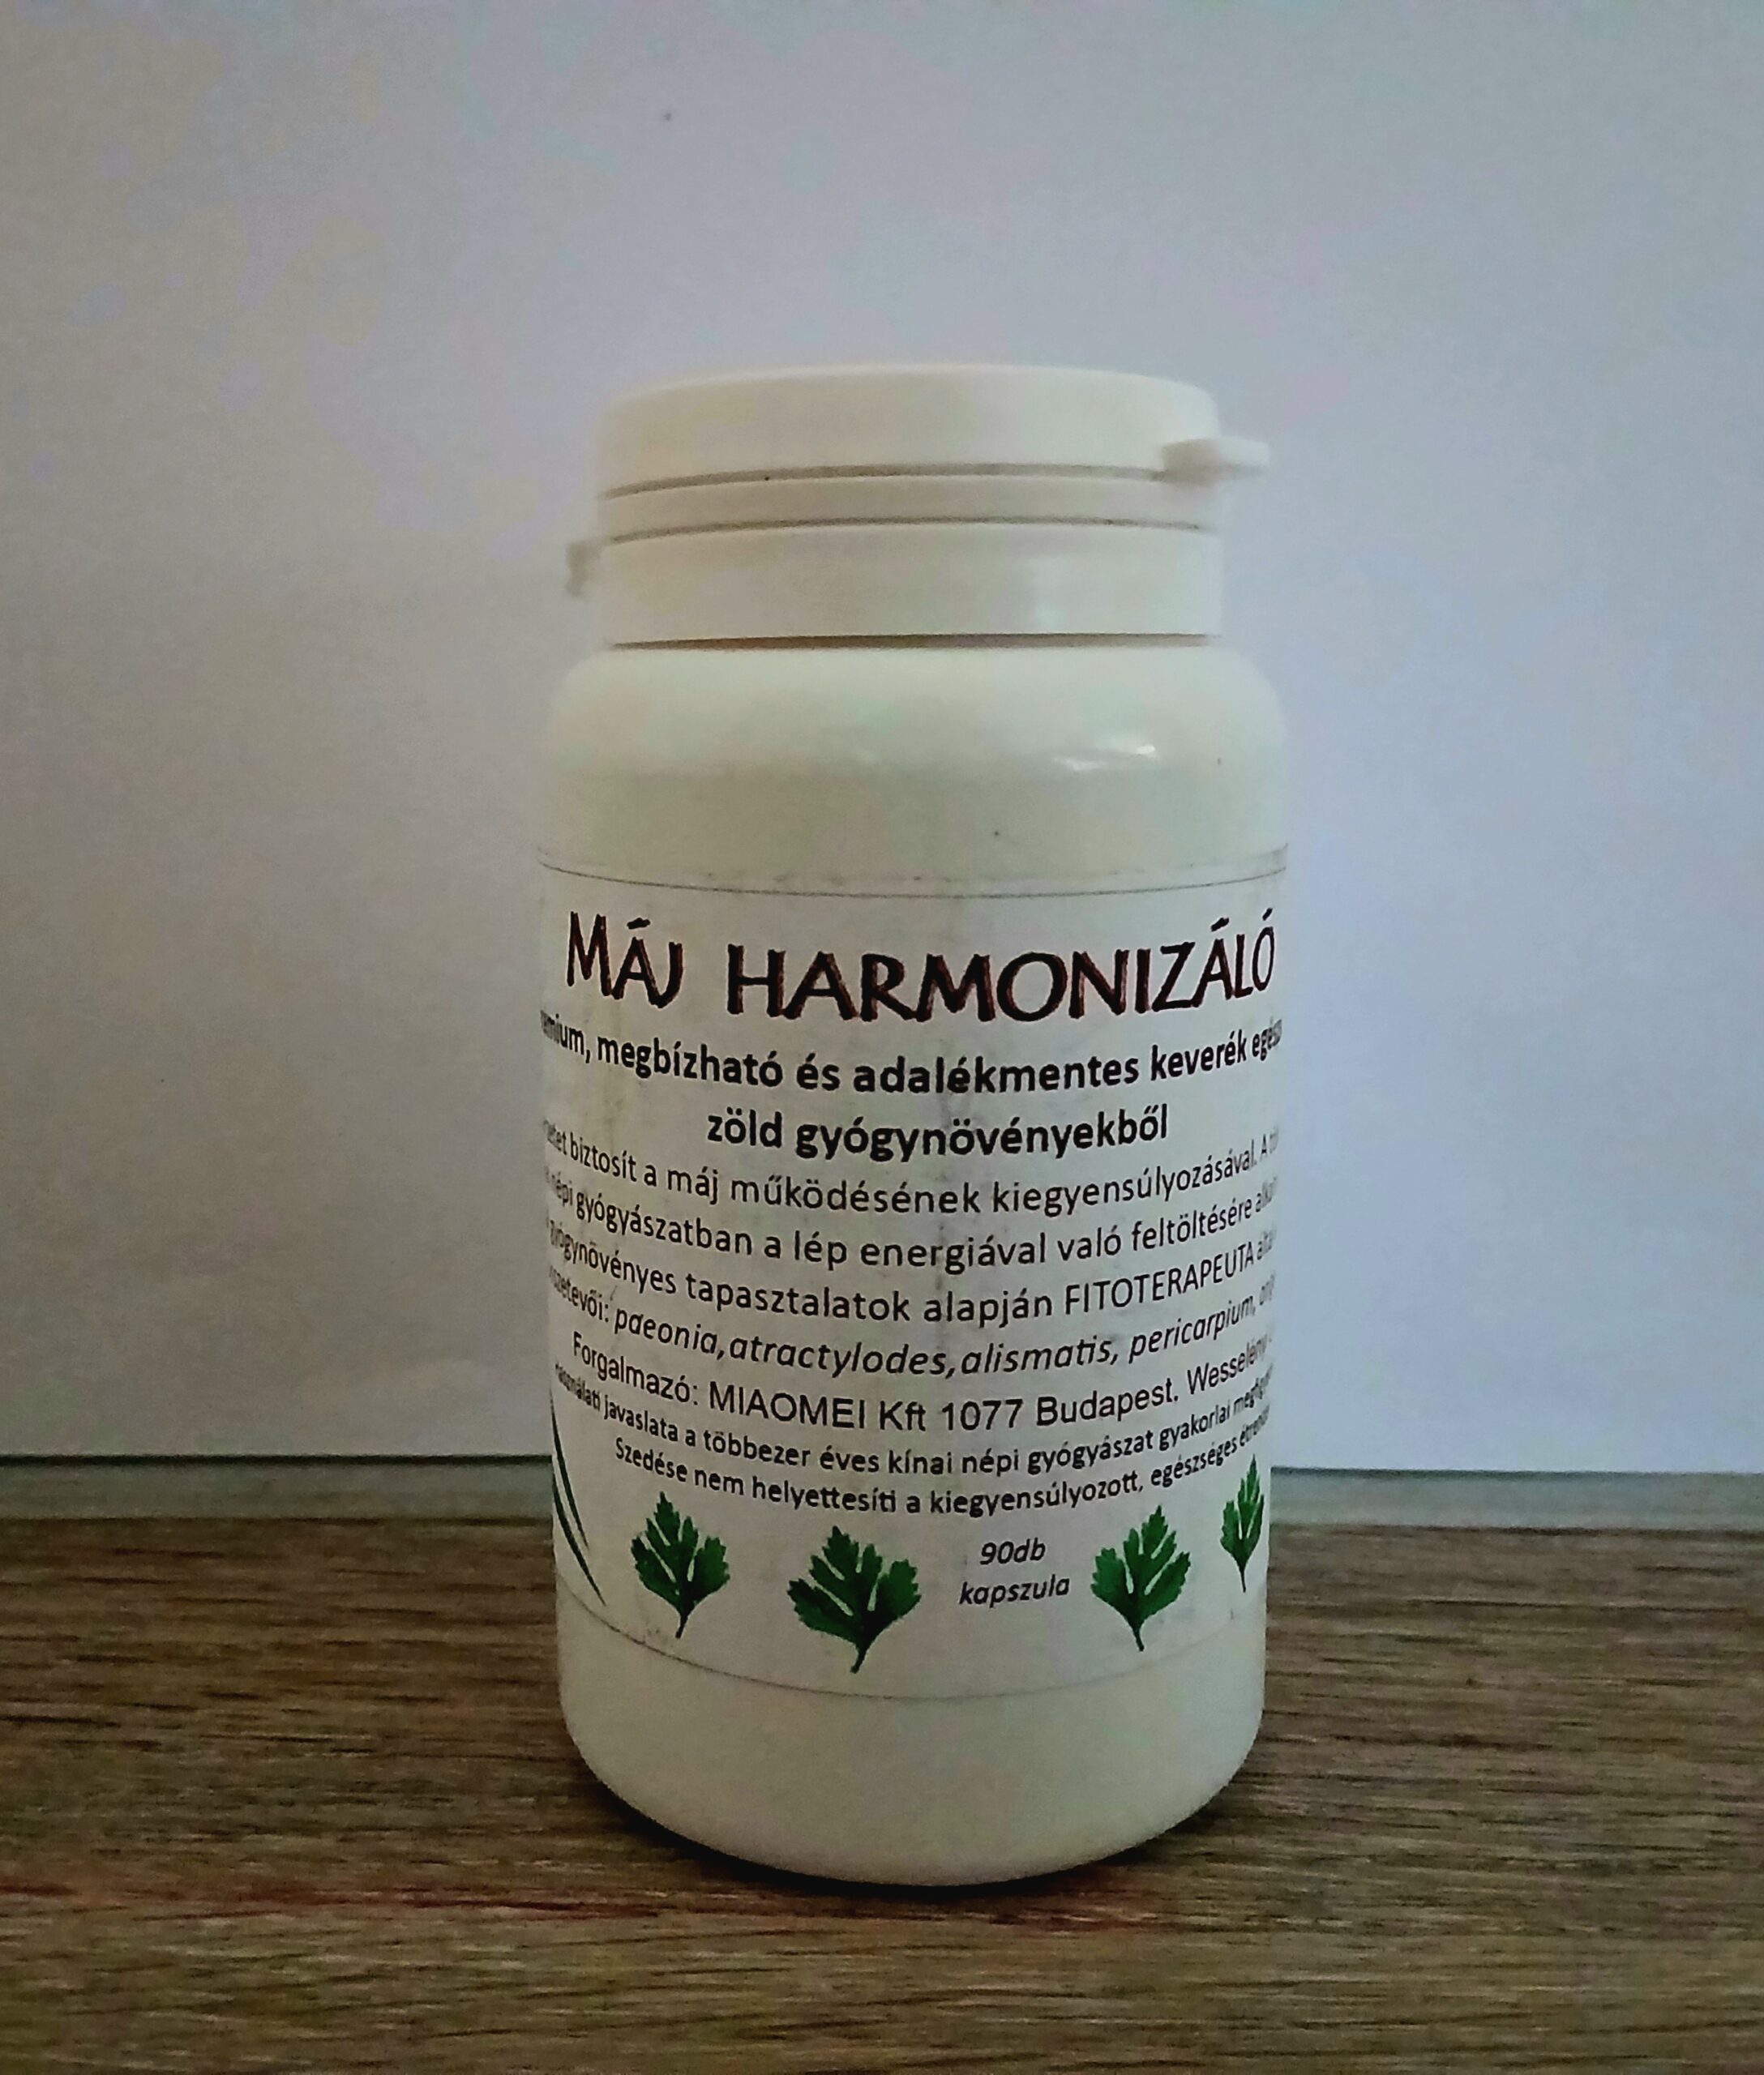 MÁJ HARMONIZÁLÓ
megbízható és adalékmentes keverék
zöld gyógynövényekből
biztosít a máj működésének kiegyensúlyozásával. A
népi gyógyászatban a lép energiával való feltöltésére
gyógynövényes tapasztalatok alapján FITOTERAPEUTA
paeonia, atractylodes, alismatis, pericarpium,
Forgalmazó: MIAOMEI Kft 1077 Budapest. Wesselényi
javaslata a többezer éves kínai népi gyógyászat gyakorlai
Szedése nem helyettesíti a kiegyensúlyozott, egészséges
90db
kapszula